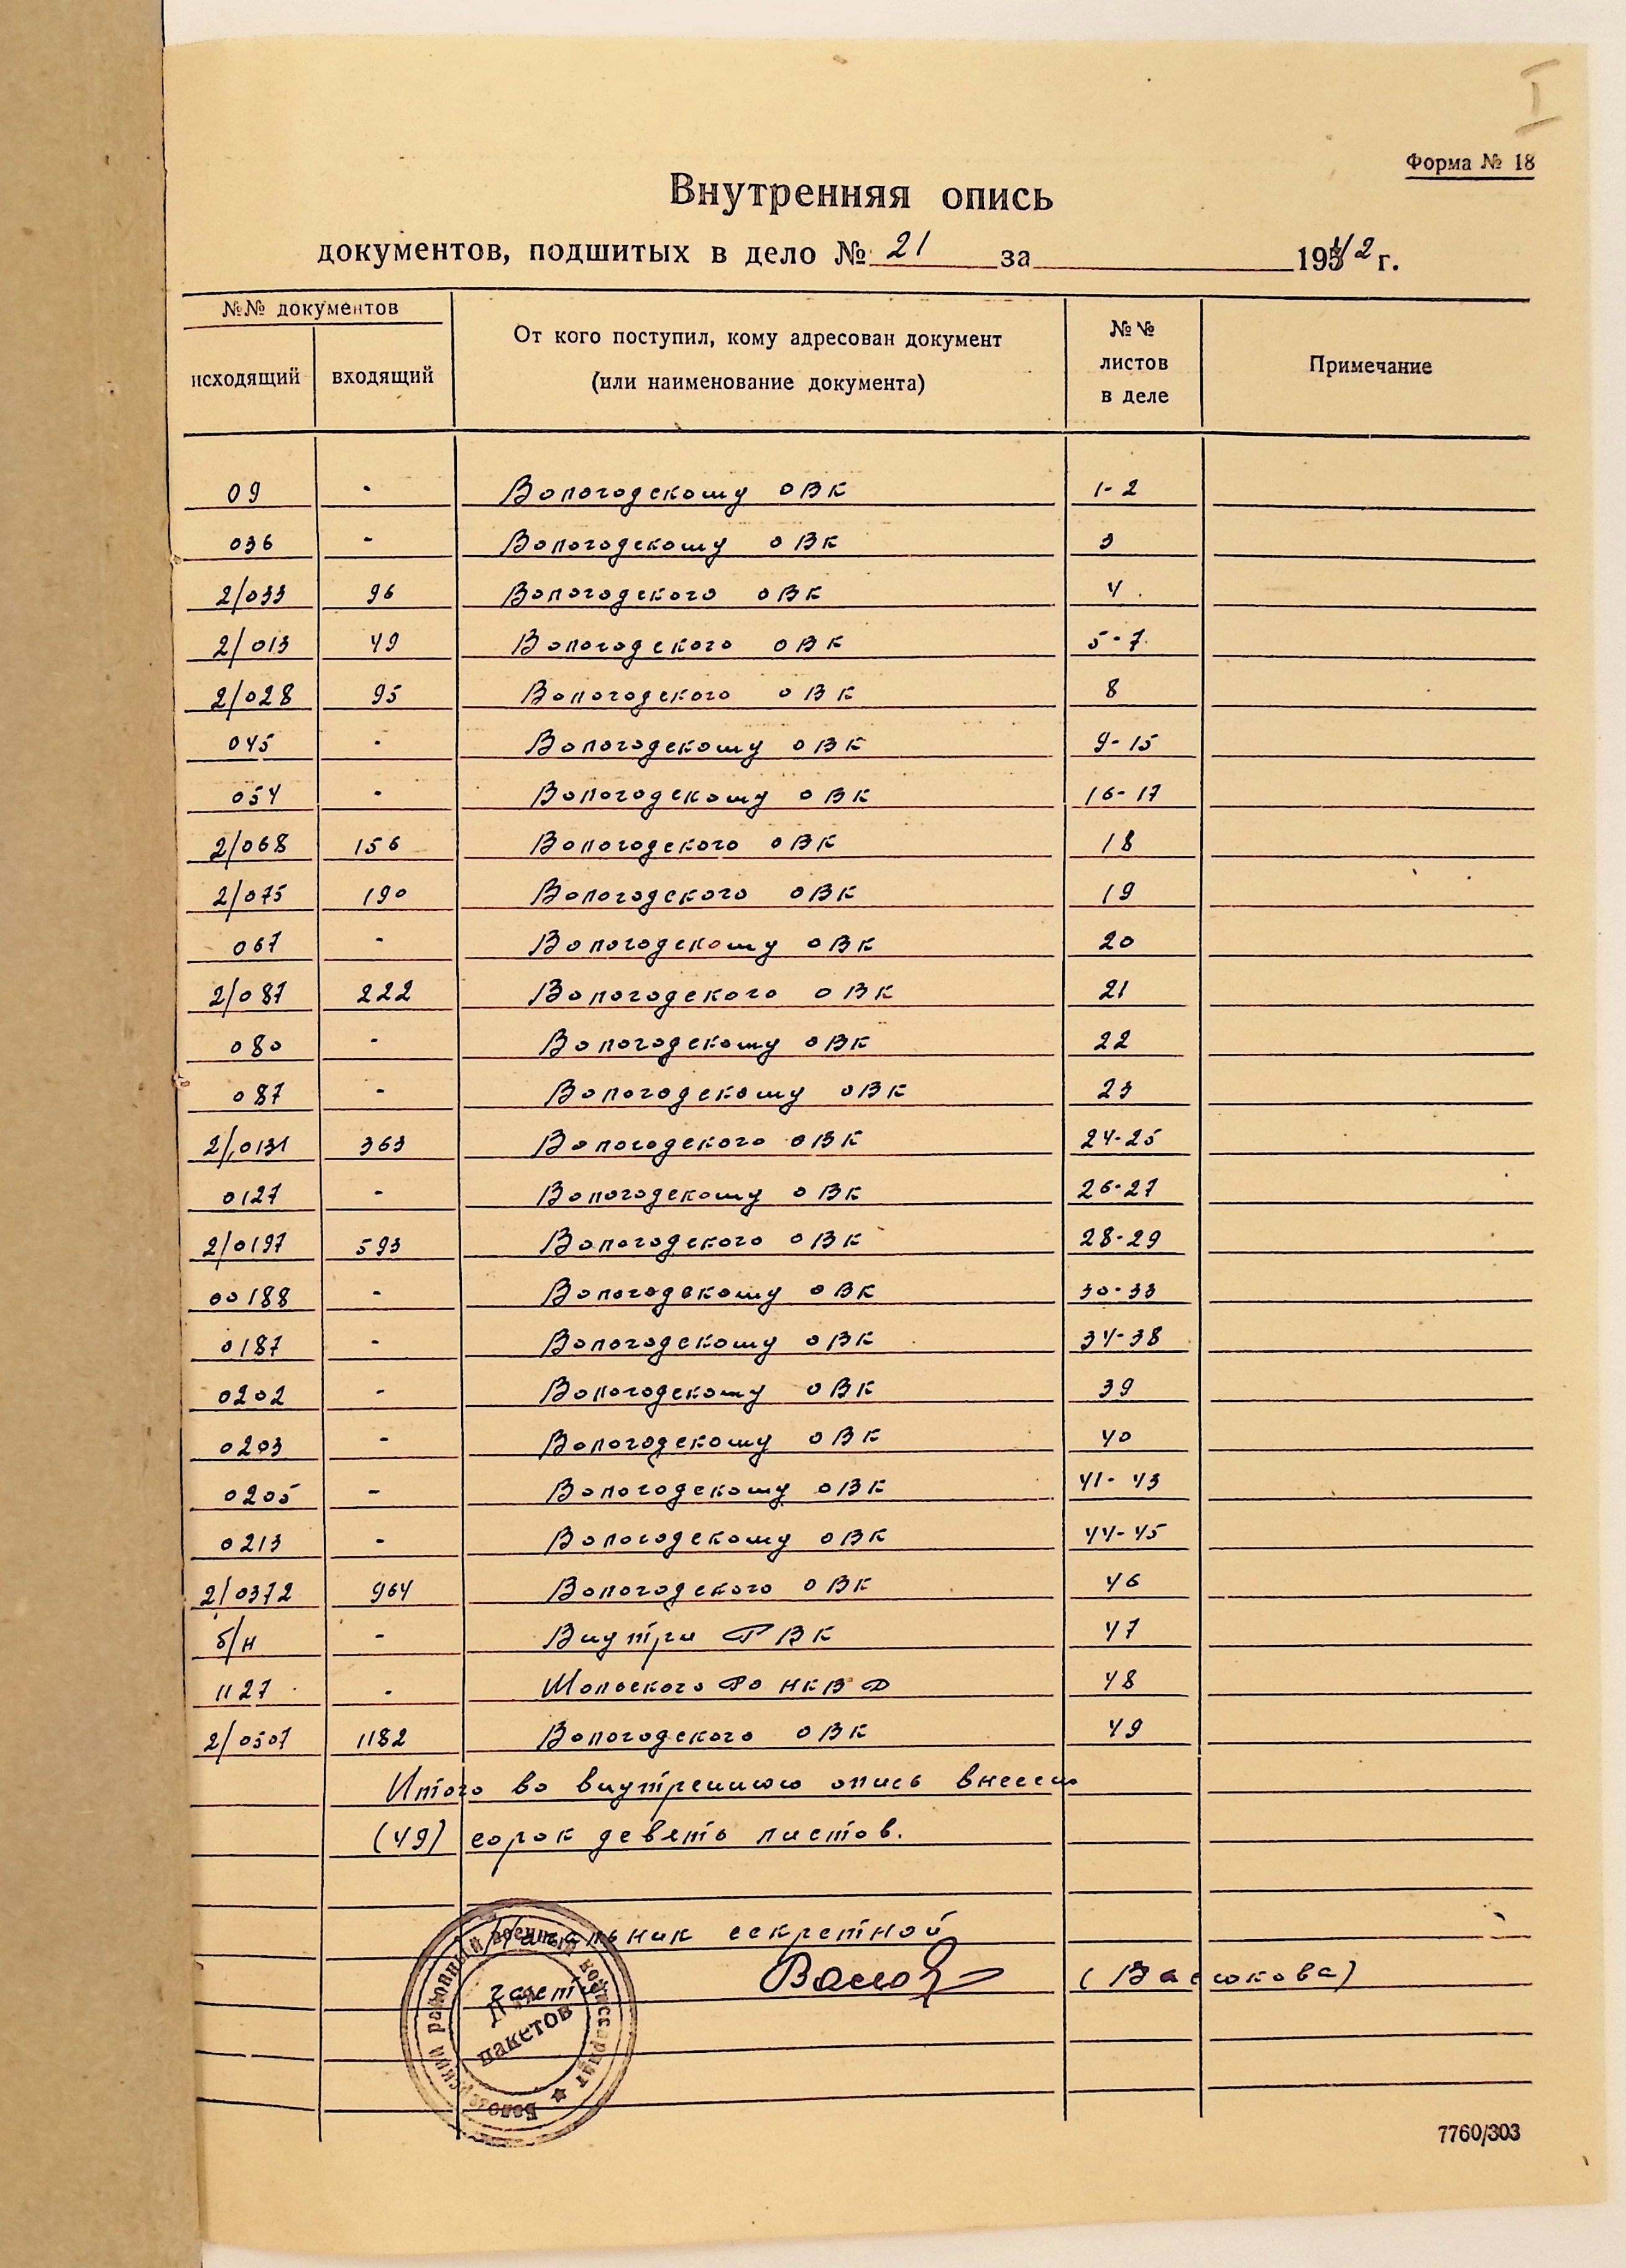 I
Форма № 18
Внутренняя опись
документов, подшитых в дело № 21 за 1942 г.
№№ документов
исходящий
входящий
От кого поступил, кому адресован документ
(или наименование документа)
№№
листов
в деле
Примечание
09 - Вологодскому ОВК 1-2
036 - Вологодскому ОВК 3
2/033 96 Вологодского ОВК 4
2/013 49 Вологодского ОВК 5-7
2/028 95 Вологодского ОВК 8
045 - Вологодскому ОВК 9-15
054 - Вологодскому ОВК 16-17
2/068 156 Вологодского ОВК 18
2/075 190 Вологодского ОВК 19
067 - Вологодскому ОВК 20
2/087 222 Вологодского ОВК 21
080 - Вологодскому ОВК 22
087 - Вологодскому ОВК 23
2/0131 363 Вологодского ОВК 24-25
0127 - Вологодскому ОВК 26-27
2/0197 593 Вологодского ОВК 28-29
00188 - Вологодскому ОВК 30-33
0187 - Вологодскому ОВК 34-38
0202 - Вологодскому ОВК 39
0203 - Вологодскому ОВК 40
0205 - Вологодскому ОВК 41-43
0213 - Вологодскому ОВК 44-45
2/0372 964 Вологодского ОВК 46
б/н - Внутри РВК 47
1127 - Шольского РО НКВД 48
2/0507 1182 Вологодского ОВК 49
Итого во внутреннюю опись внесен
(49) сорок девять листов.
Начальник секретной
части (Васюкова)
Белозерский районный военный комиссариат
Для
пакетов
7760/303